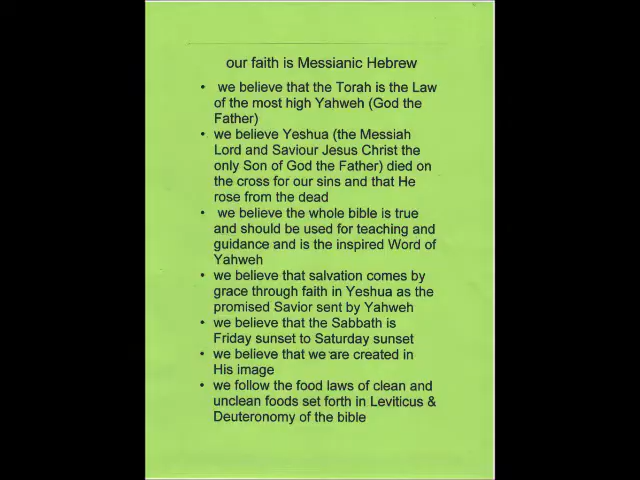 our faith is Messianic Hebrew
• we believe that the Torah is the Law
of the most high Yahweh (God the
Father)
• we believe Yeshua (the Messiah
Lord and Saviour Jesus Christ the
only Son of God the Father) died on
the cross for our sins and that He
rose from the dead
• we believe the whole bible is true
and should be used for teaching and
guidance and is the inspired Word of
Yahweh
• we believe that salvation comes by
grace through faith in Yeshua as the
promised Savior sent by Yahweh
• we believe that the Sabbath is
Friday sunset to Saturday sunset
• we believe that we are created in
His image
• we follow the food laws of clean and
unclean foods set forth in Leviticus &
Deuteronomy of the bible